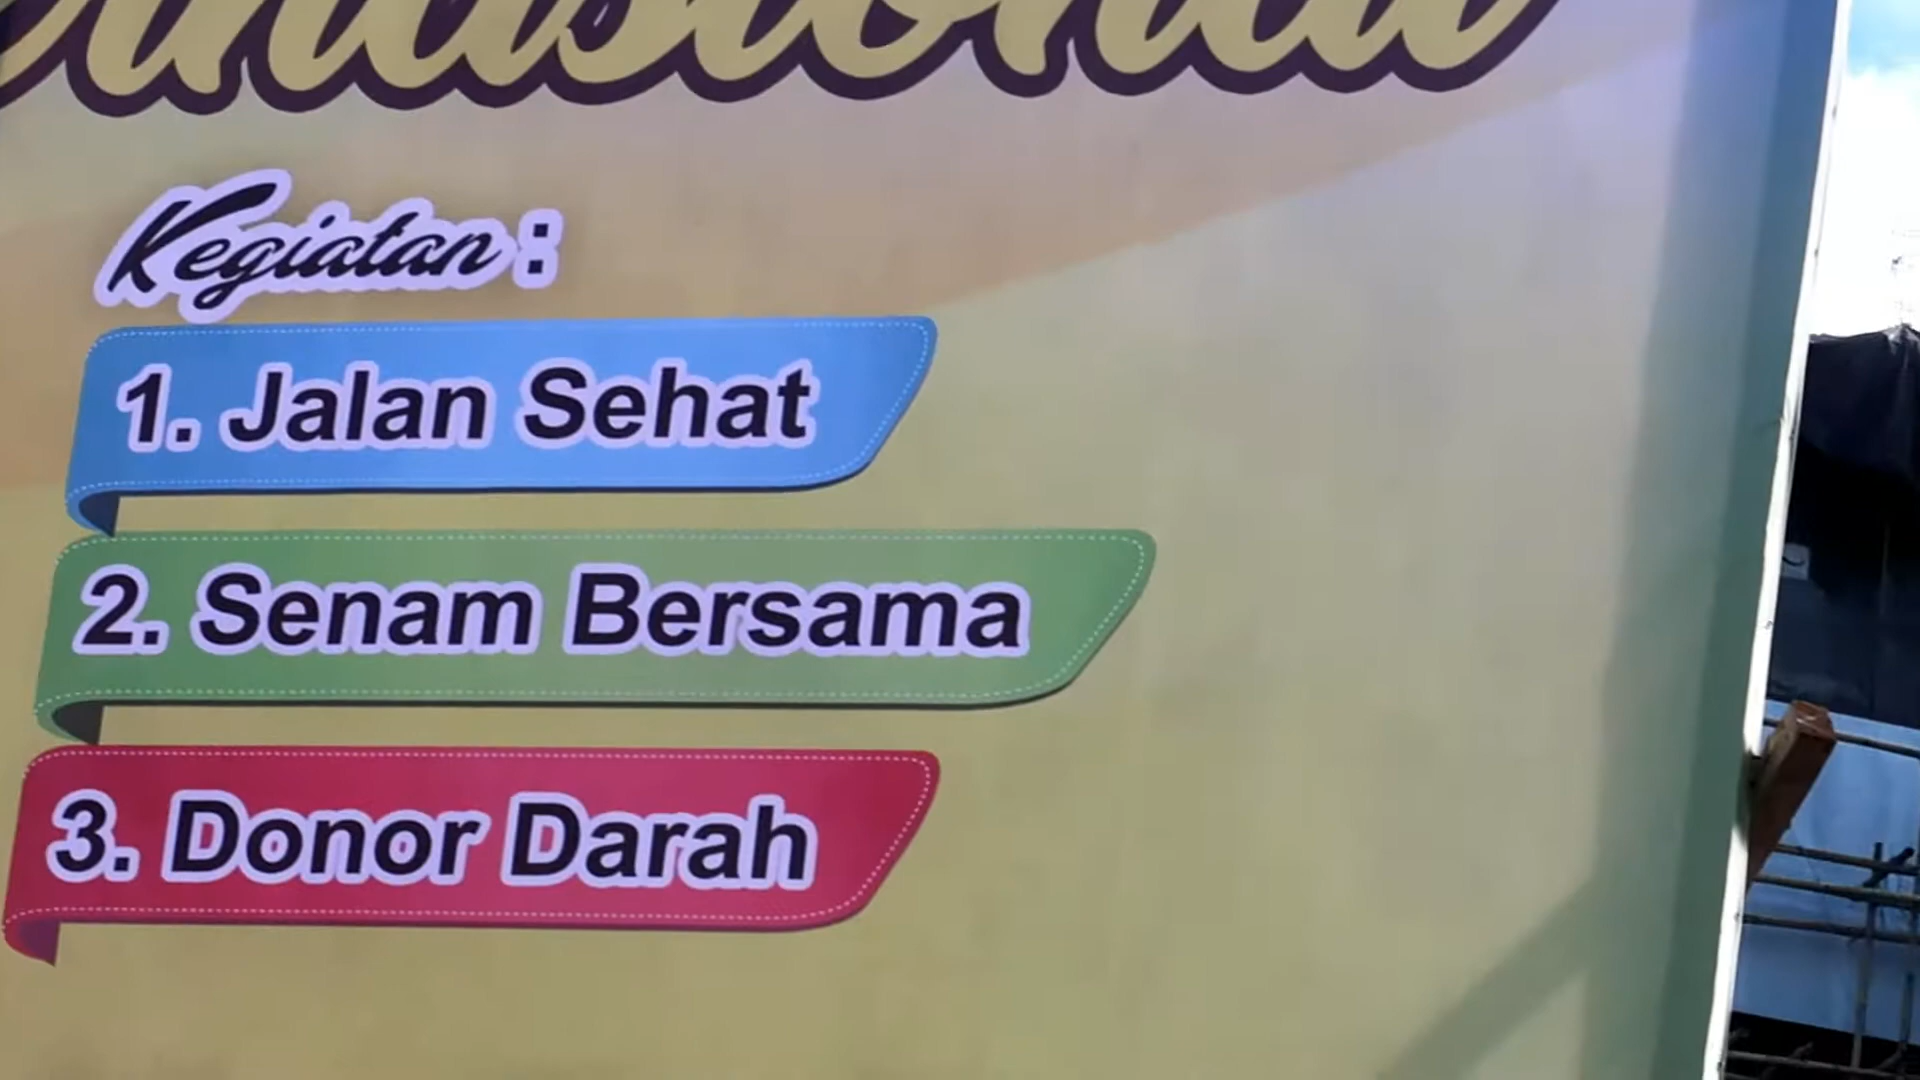 Kegiatan :
1. Jalan Sehat
2. Senam Bersama
3. Donor Darah